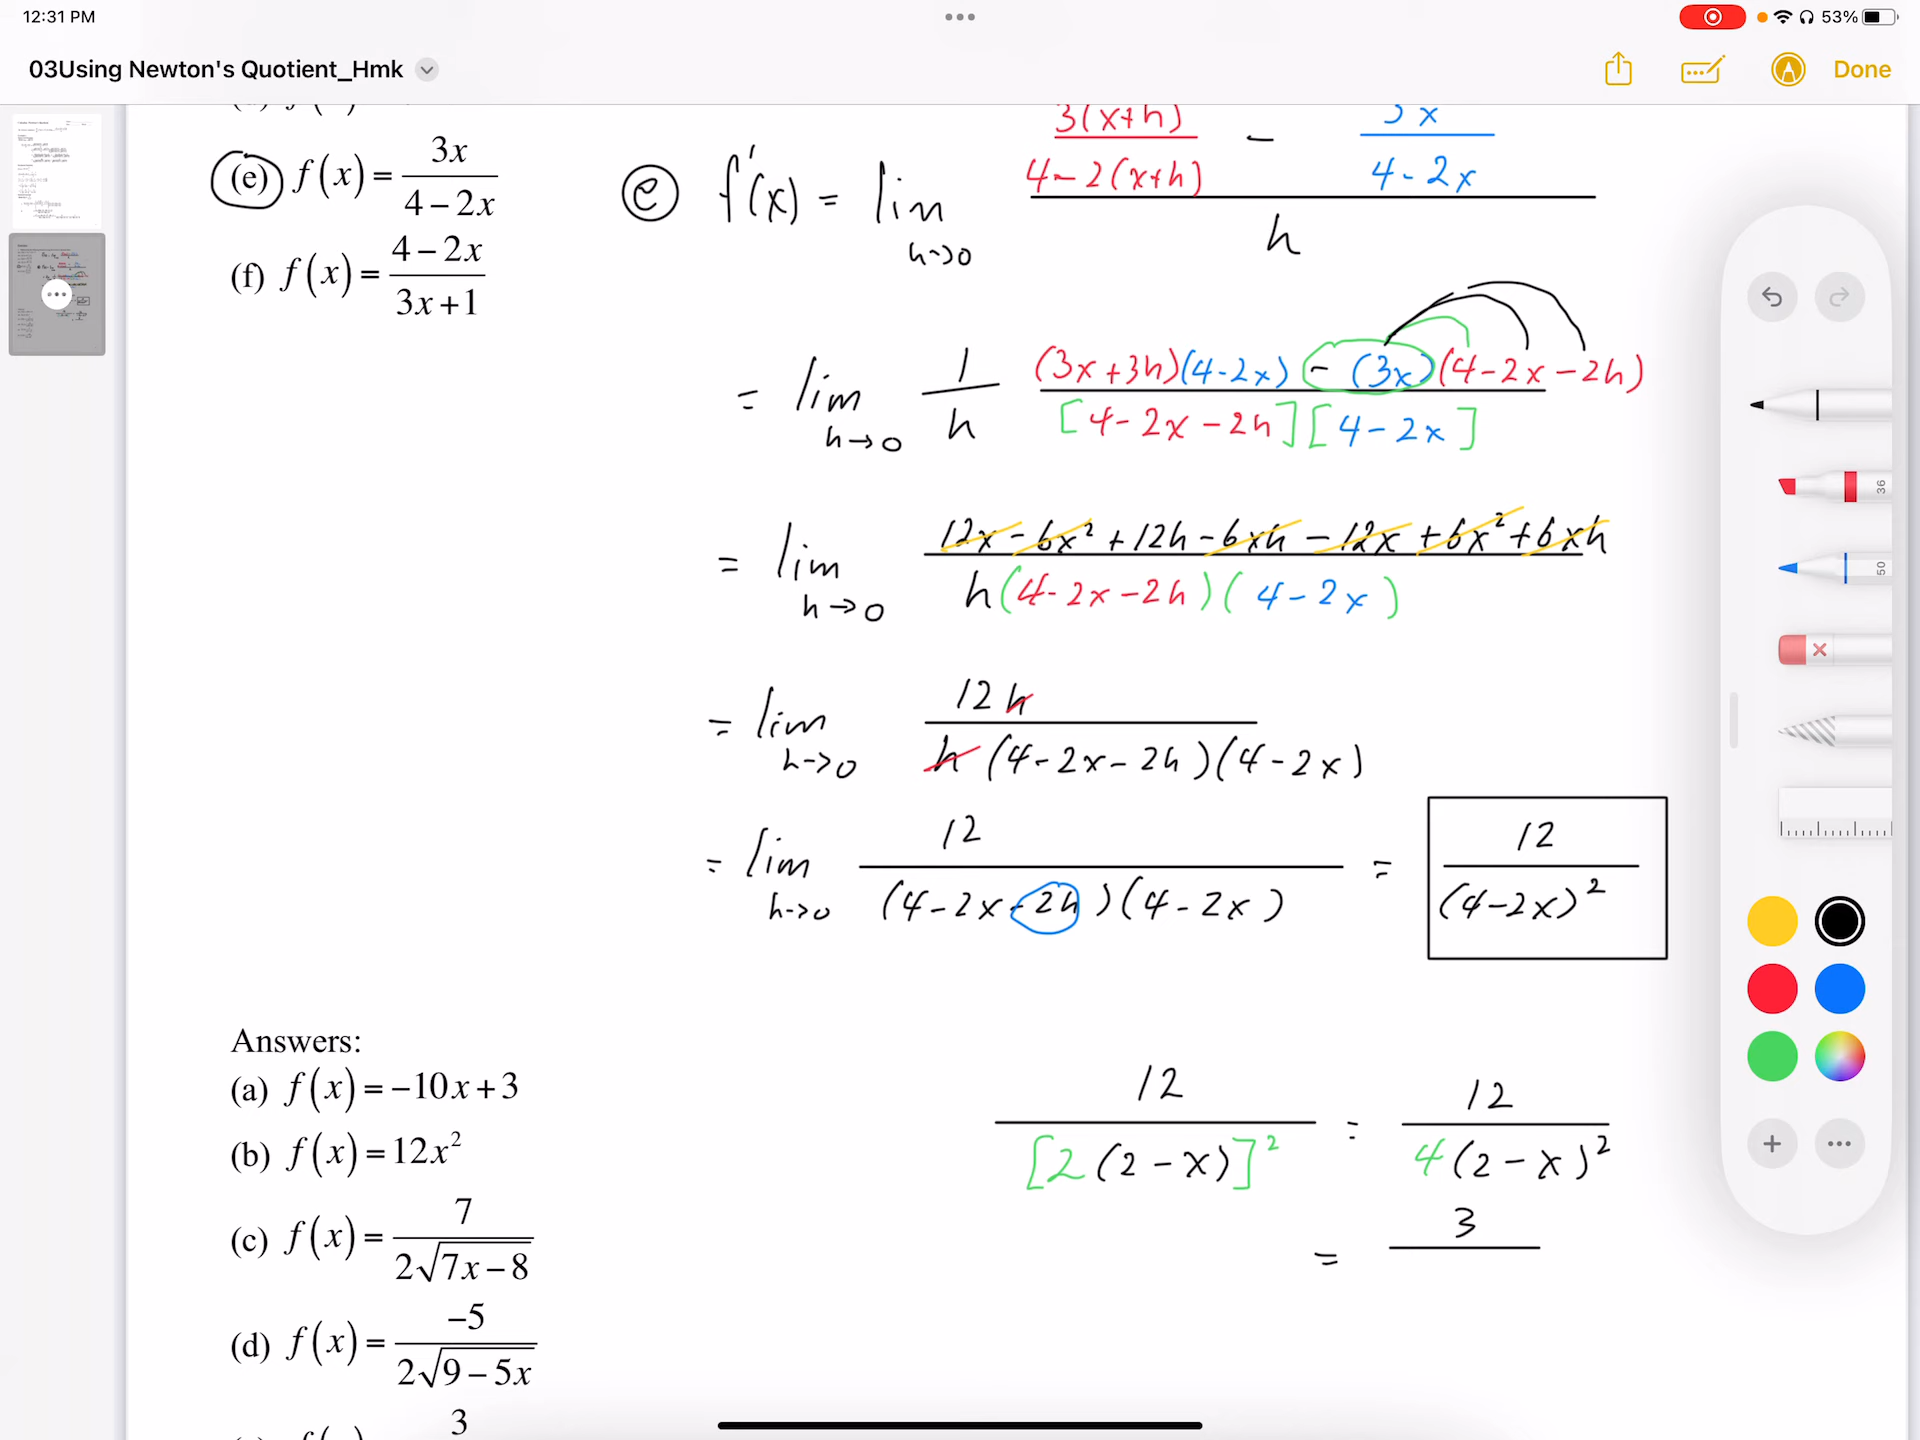 12:31 PM
53%
03Using Newton's Quotient_Hmk
Done
(e) f(x) = 3x / (4 − 2x)
(f) f(x) = (4 − 2x) / (3x + 1)
ⓔ f'(x) = lim h→0 [3(x+h) / (4-2(x+h)) − 3x / (4-2x)] / h
= lim h→0 1/h (3x+3h)(4-2x) - (3x)(4-2x-2h) / [4-2x-2h][4-2x]
= lim h→0 12x - 6x² + 12h - 6xh - 12x + 6x² + 6xh / h(4-2x-2h)(4-2x)
= lim h→0 12h / h(4-2x-2h)(4-2x)
= lim h→0 12 / (4-2x-2h)(4-2x) = 12 / (4-2x)²
Answers:
(a) f(x) = −10x + 3
(b) f(x) = 12x²
(c) f(x) = 7 / 2√(7x − 8)
(d) f(x) = −5 / 2√(9 − 5x)
3
12 / [2(2-x)]² = 12 / 4(2-x)²
= 3
36
50